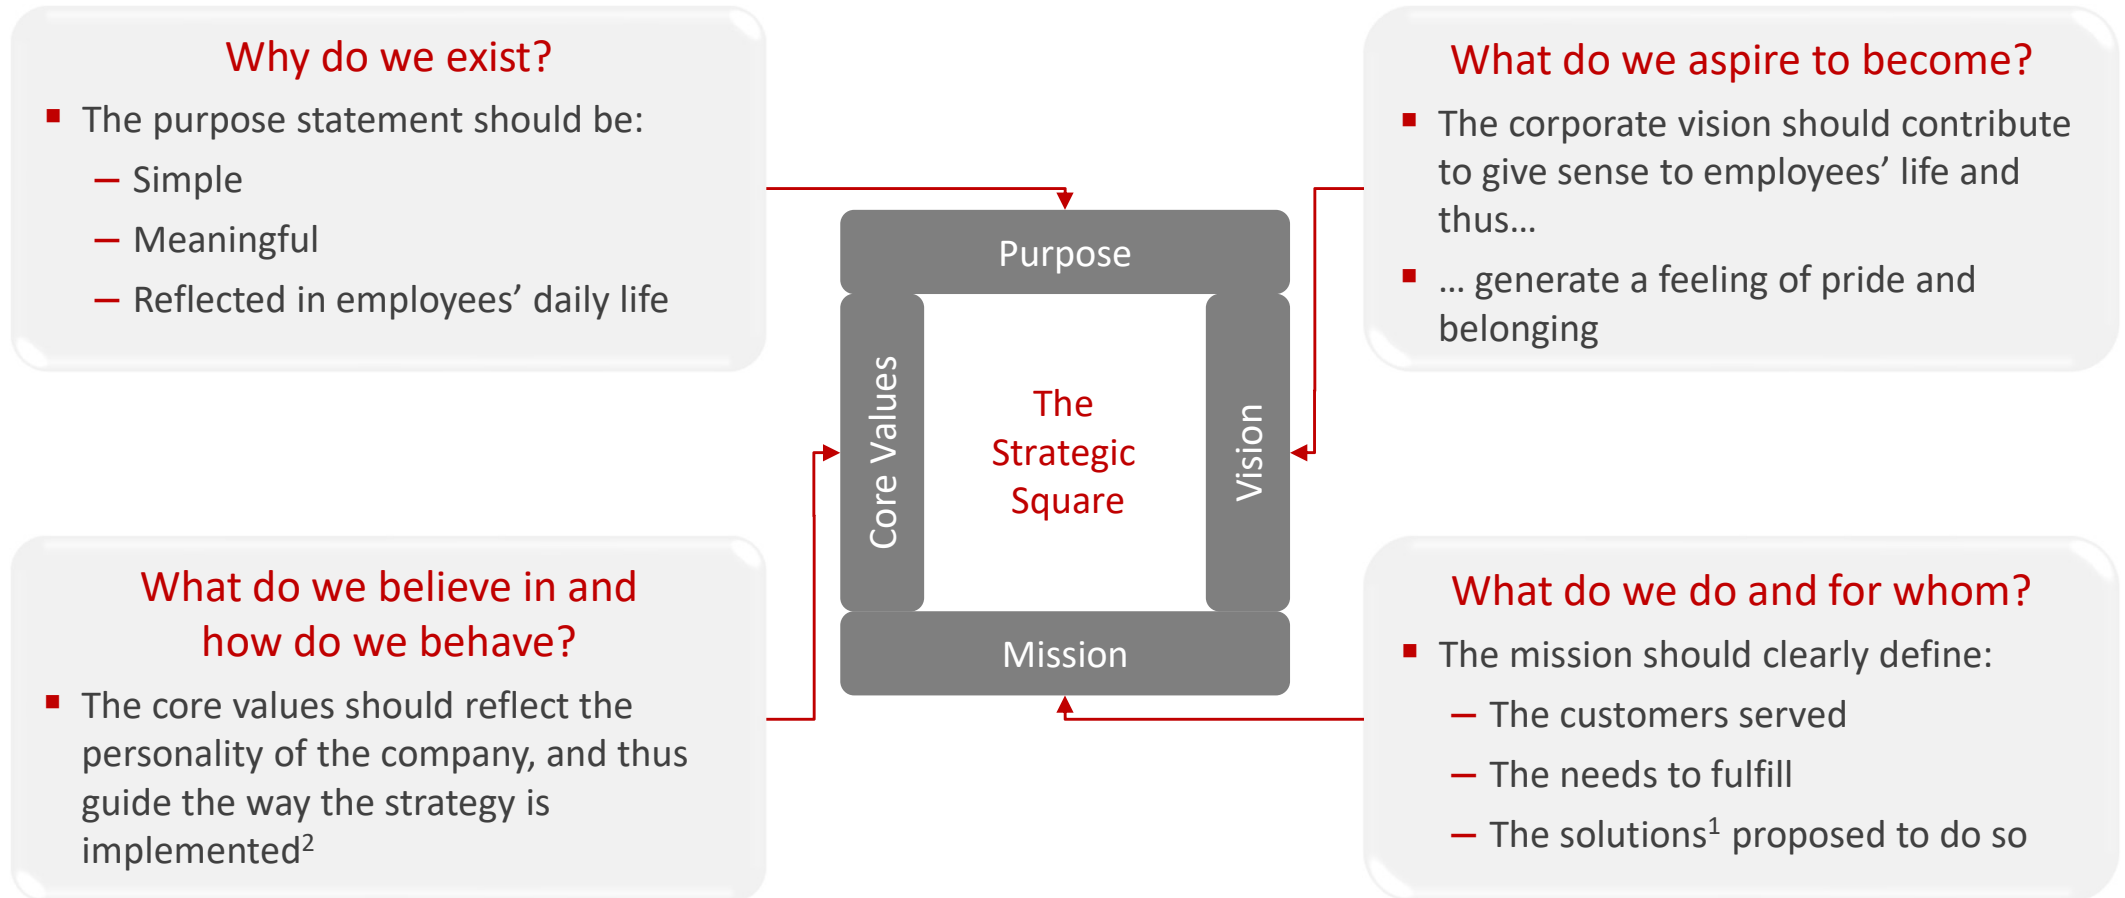 Why do we exist?
▪ The purpose statement should be:
– Simple
– Meaningful
– Reflected in employees’ daily life
What do we aspire to become?
▪ The corporate vision should contribute
to give sense to employees’ life and
thus…
▪ … generate a feeling of pride and
belonging
Purpose
Core Values
The
Strategic
Square
Vision
Mission
What do we believe in and
how do we behave?
▪ The core values should reflect the
personality of the company, and thus
guide the way the strategy is
implemented²
What do we do and for whom?
▪ The mission should clearly define:
– The customers served
– The needs to fulfill
– The solutions¹ proposed to do so